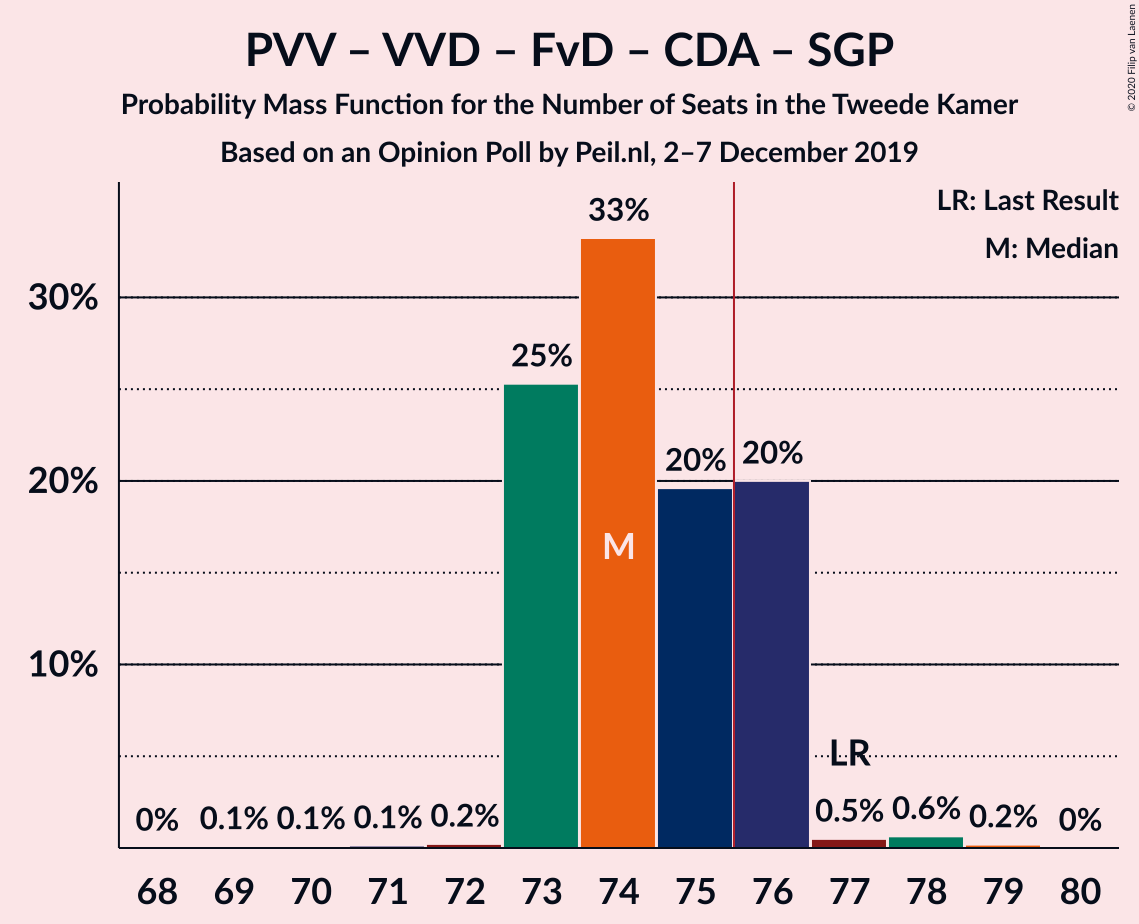 PVV – VVD – FvD – CDA – SGP
Probability Mass Function for the Number of Seats in the Tweede Kamer
Based on an Opinion Poll by Peil.nl, 2–7 December 2019
© 2020 Filip van Laenen
LR: Last Result
M: Median
33%
30%
25%
20%
20%
20%
M
10%
LR
0%
0.1%
0.1%
0.1%
0.2%
0.5%
0.6%
0.2%
0%
68 69 70 71 72 73 74 75 76 77 78 79 80